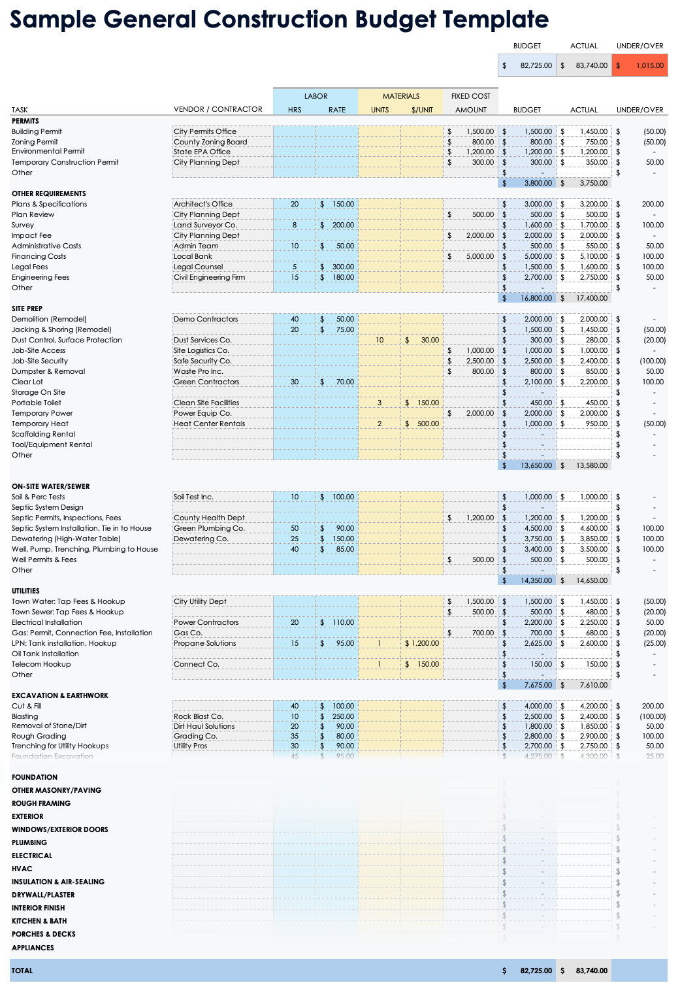 Sample General Construction Budget Template
BUDGET ACTUAL UNDER/OVER
$ 82,725.00 $ 83,740.00 $ 1,015.00
LABOR MATERIALS FIXED COST
TASK VENDOR / CONTRACTOR HRS RATE UNITS $/UNIT AMOUNT BUDGET ACTUAL UNDER/OVER
PERMITS
Building Permit City Permits Office $ 1,500.00 $ 1,500.00 $ 1,450.00 $ (50.00)
Zoning Permit County Zoning Board $ 800.00 $ 800.00 $ 750.00 $ (50.00)
Environmental Permit State EPA Office $ 1,200.00 $ 1,200.00 $ 1,200.00 $ -
Temporary Construction Permit City Planning Dept $ 300.00 $ 300.00 $ 350.00 $ 50.00
Other $ - $ -
$ 3,800.00 $ 3,750.00
OTHER REQUIREMENTS
Plans & Specifications Architect's Office 20 $ 150.00 $ 3,000.00 $ 3,200.00 $ 200.00
Plan Review City Planning Dept $ 500.00 $ 500.00 $ 500.00 $ -
Survey Land Surveyor Co. 8 $ 200.00 $ 1,600.00 $ 1,700.00 $ 100.00
Impact Fee City Planning Dept $ 2,000.00 $ 2,000.00 $ 2,000.00 $ -
Administrative Costs Admin Team 10 $ 50.00 $ 500.00 $ 550.00 $ 50.00
Financing Costs Local Bank $ 5,000.00 $ 5,000.00 $ 5,100.00 $ 100.00
Legal Fees Legal Counsel 5 $ 300.00 $ 1,500.00 $ 1,600.00 $ 100.00
Engineering Fees Civil Engineering Firm 15 $ 180.00 $ 2,700.00 $ 2,750.00 $ 50.00
Other $ - $ -
$ 16,800.00 $ 17,400.00
SITE PREP
Demolition (Remodel) Demo Contractors 40 $ 50.00 $ 2,000.00 $ 2,000.00 $ -
Jacking & Shoring (Remodel) 20 $ 75.00 $ 1,500.00 $ 1,450.00 $ (50.00)
Dust Control, Surface Protection Dust Services Co. 10 $ 30.00 $ 300.00 $ 280.00 $ (20.00)
Job-Site Access Site Logistics Co. $ 1,000.00 $ 1,000.00 $ 1,000.00 $ -
Job-Site Security Safe Security Co. $ 2,500.00 $ 2,500.00 $ 2,400.00 $ (100.00)
Dumpster & Removal Waste Pro Inc. $ 800.00 $ 800.00 $ 850.00 $ 50.00
Clear Lot Green Contractors 30 $ 70.00 $ 2,100.00 $ 2,200.00 $ 100.00
Storage On Site $ - $ -
Portable Toilet Clean Site Facilities 3 $ 150.00 $ 450.00 $ 450.00 $ -
Temporary Power Power Equip Co. $ 2,000.00 $ 2,000.00 $ 2,000.00 $ -
Temporary Heat Heat Center Rentals 2 $ 500.00 $ 1,000.00 $ 950.00 $ (50.00)
Scaffolding Rental $ - $ -
Tool/Equipment Rental $ - $ -
Other $ - $ -
$ 13,650.00 $ 13,580.00
ON-SITE WATER/SEWER
Soil & Perc Tests Soil Test Inc. 10 $ 100.00 $ 1,000.00 $ 1,000.00 $ -
Septic System Design $ - $ -
Septic Permits, Inspections, Fees County Health Dept $ 1,200.00 $ 1,200.00 $ 1,200.00 $ -
Septic System Installation, Tie in to House Green Plumbing Co. 50 $ 90.00 $ 4,500.00 $ 4,600.00 $ 100.00
Dewatering (High-Water Table) Dewatering Co. 25 $ 150.00 $ 3,750.00 $ 3,850.00 $ 100.00
Well, Pump, Trenching, Plumbing to House 40 $ 85.00 $ 3,400.00 $ 3,500.00 $ 100.00
Well Permits & Fees $ 500.00 $ 500.00 $ 500.00 $ -
Other $ - $ -
$ 14,350.00 $ 14,650.00
UTILITIES
Town Water: Tap Fees & Hookup City Utility Dept $ 1,500.00 $ 1,500.00 $ 1,450.00 $ (50.00)
Town Sewer: Tap Fees & Hookup $ 500.00 $ 500.00 $ 480.00 $ (20.00)
Electrical Installation Power Contractors 20 $ 110.00 $ 2,200.00 $ 2,250.00 $ 50.00
Gas: Permit, Connection Fee, Installation Gas Co. $ 700.00 $ 700.00 $ 680.00 $ (20.00)
LPN: Tank installation, Hookup Propane Solutions 15 $ 95.00 1 $ 1,200.00 $ 2,625.00 $ 2,600.00 $ (25.00)
Oil Tank Installation $ - $ -
Telecom Hookup Connect Co. 1 $ 150.00 $ 150.00 $ 150.00 $ -
Other $ - $ -
$ 7,675.00 $ 7,610.00
EXCAVATION & EARTHWORK
Cut & Fill 40 $ 100.00 $ 4,000.00 $ 4,200.00 $ 200.00
Blasting Rock Blast Co. 10 $ 250.00 $ 2,500.00 $ 2,400.00 $ (100.00)
Removal of Stone/Dirt Dirt Haul Solutions 20 $ 90.00 $ 1,800.00 $ 1,850.00 $ 50.00
Rough Grading Grading Co. 35 $ 80.00 $ 2,800.00 $ 2,900.00 $ 100.00
Trenching for Utility Hookups Utility Pros 30 $ 90.00 $ 2,700.00 $ 2,750.00 $ 50.00
Foundation Excavation 45 $ 95.00 $ 4,275.00 $ 4,300.00 $ 25.00
FOUNDATION $ - $ -
OTHER MASONRY/PAVING $ - $ -
ROUGH FRAMING $ - $ -
EXTERIOR $ - $ -
WINDOWS/EXTERIOR DOORS $ - $ -
PLUMBING $ - $ -
$ - $ -
ELECTRICAL $ - $ -
HVAC $ - $ -
INSULATION & AIR-SEALING $ - $ -
DRYWALL/PLASTER $ - $ -
INTERIOR FINISH $ - $ -
KITCHEN & BATH $ - $ -
$ - $ -
PORCHES & DECKS $ - $ -
APPLIANCES
TOTAL $ 82,725.00 $ 83,740.00